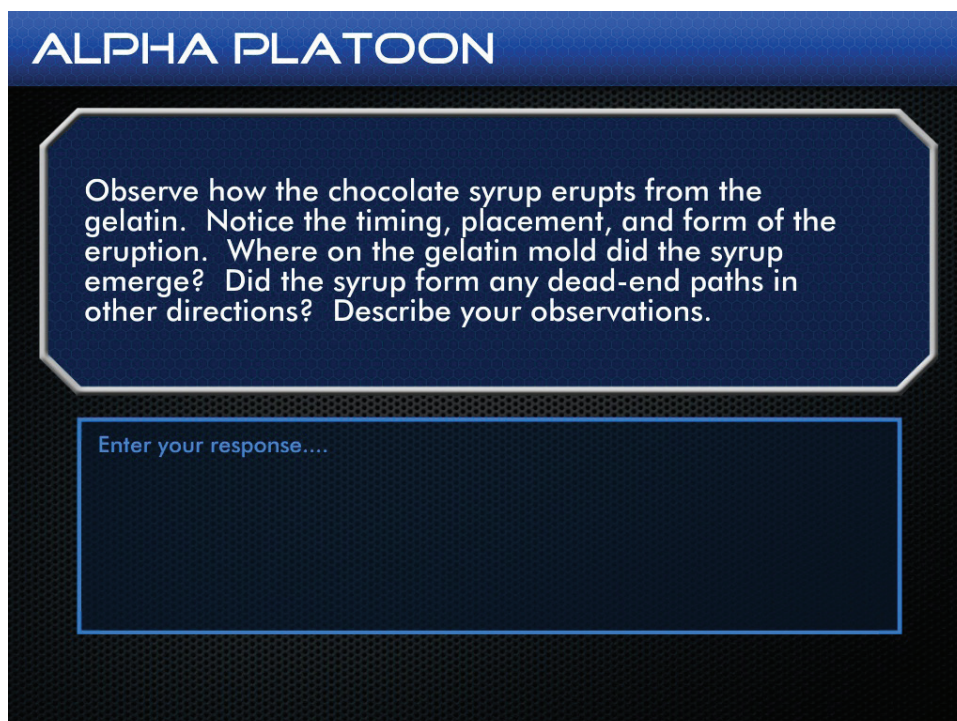 ALPHA PLATOON
Observe how the chocolate syrup erupts from the
gelatin.  Notice the timing, placement, and form of the
eruption.  Where on the gelatin mold did the syrup
emerge?  Did the syrup form any dead-end paths in
other directions?  Describe your observations.
Enter your response....